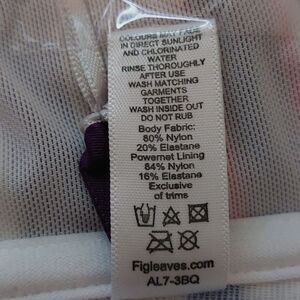 COLOURS MAY FADE
IN DIRECT SUNLIGHT
AND CHLORINATED
WATER
RINSE THOROUGHLY
AFTER USE
WASH MATCHING
GARMENTS
TOGETHER
WASH INSIDE OUT
DO NOT RUB
Body Fabric:
80% Nylon
20% Elastane
Powernet Lining
84% Nylon
16% Elastane
Exclusive
of trims
Figleaves.com
AL7-3BQ